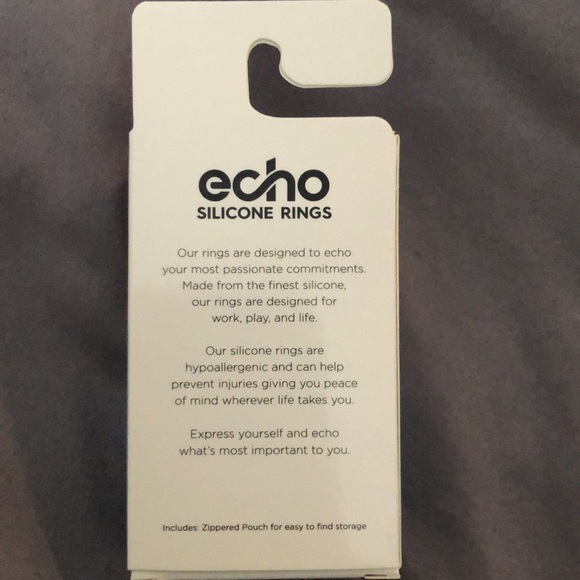 echo
SILICONE RINGS
Our rings are designed to echo
your most passionate commitments.
Made from the finest silicone,
our rings are designed for
work, play, and life.
Our silicone rings are
hypoallergenic and can help
prevent injuries giving you peace
of mind wherever life takes you.
Express yourself and echo
what's most important to you.
Includes: Zippered Pouch for easy to find storage